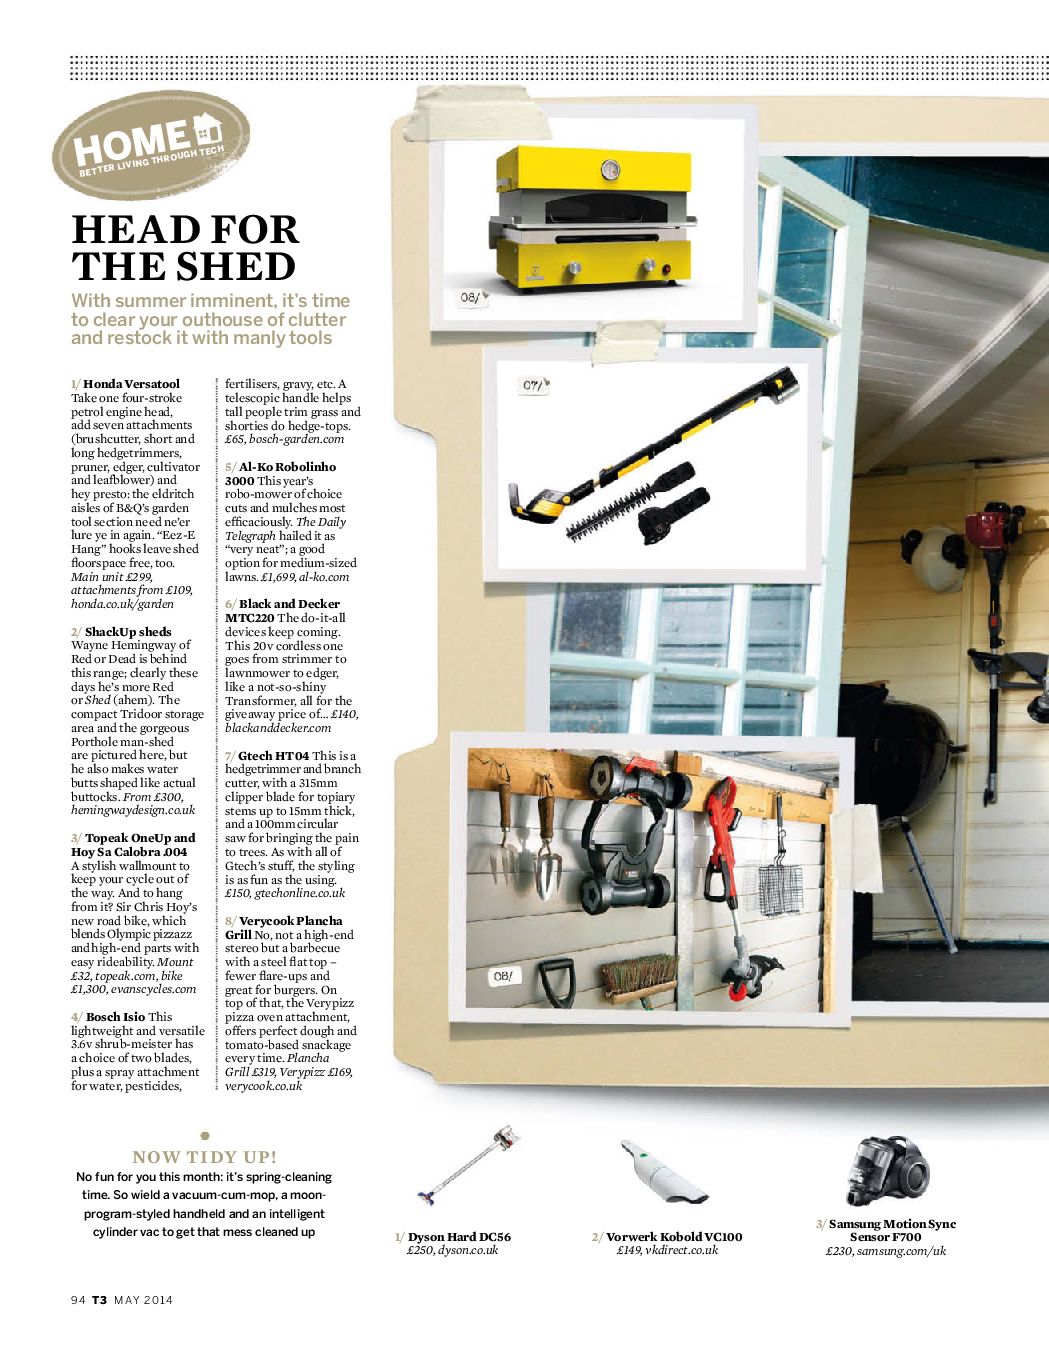 HOME
BETTER LIVING THROUGH TECH
HEAD FOR
THE SHED
With summer imminent, it's time
to clear your outhouse of clutter
and restock it with manly tools
1/ Honda Versatool
Take one four-stroke
petrol engine head,
add seven attachments
(brushcutter, short and
long hedgetrimmers,
pruner, edger, cultivator
and leafblower) and
hey presto: the eldritch
aisles of B&Q's garden
tool section need ne'er
lure ye in again. “Eez-E
Hang” hooks leave shed
floorspace free, too.
Main unit £299,
attachments from £109,
honda.co.uk/garden
2/ ShackUp sheds
Wayne Hemingway of
Red or Dead is behind
this range; clearly these
days he's more Red
or Shed (ahem). The
compact Tridoor storage
area and the gorgeous
Porthole man-shed
are pictured here, but
he also makes water
butts shaped like actual
buttocks. From £300,
hemingwaydesign.co.uk
3/ Topeak OneUp and
Hoy Sa Calobra .004
A stylish wallmount to
keep your cycle out of
the way. And to hang
from it? Sir Chris Hoy's
new road bike, which
blends Olympic pizzazz
and high-end parts with
easy rideability. Mount
£32, topeak.com, bike
£1,300, evanscycles.com
4/ Bosch Isio This
lightweight and versatile
3.6v shrub-meister has
a choice of two blades,
plus a spray attachment
for water, pesticides,
fertilisers, gravy, etc. A
telescopic handle helps
tall people trim grass and
shorties do hedge-tops.
£65, bosch-garden.com
5/ Al-Ko Robolinho
3000 This year's
robo-mower of choice
cuts and mulches most
efficaciously. The Daily
Telegraph hailed it as
“very neat”; a good
option for medium-sized
lawns. £1,699, al-ko.com
6/ Black and Decker
MTC220 The do-it-all
devices keep coming.
This 20v cordless one
goes from strimmer to
lawnmower to edger,
like a not-so-shiny
Transformer, all for the
giveaway price of... £140,
blackanddecker.com
7/ Gtech HT04 This is a
hedgetrimmer and branch
cutter, with a 315mm
clipper blade for topiary
stems up to 15mm thick,
and a 100mm circular
saw for bringing the pain
to trees. As with all of
Gtech's stuff, the styling
is as fun as the using.
£150, gtechonline.co.uk
8/ Verycook Plancha
Grill No, not a high-end
stereo but a barbecue
with a steel flat top –
fewer flare-ups and
great for burgers. On
top of that, the Verypizz
pizza oven attachment,
offers perfect dough and
tomato-based snackage
every time. Plancha
Grill £319, Verypizz £169,
verycook.co.uk
08/
07/
06/
NOW TIDY UP!
No fun for you this month: it's spring-cleaning
time. So wield a vacuum-cum-mop, a moon-
program-styled handheld and an intelligent
cylinder vac to get that mess cleaned up
1/ Dyson Hard DC56
£250, dyson.co.uk
2/ Vorwerk Kobold VC100
£149, vkdirect.co.uk
3/ Samsung Motion Sync
Sensor F700
£230, samsung.com/uk
94 T3 MAY 2014